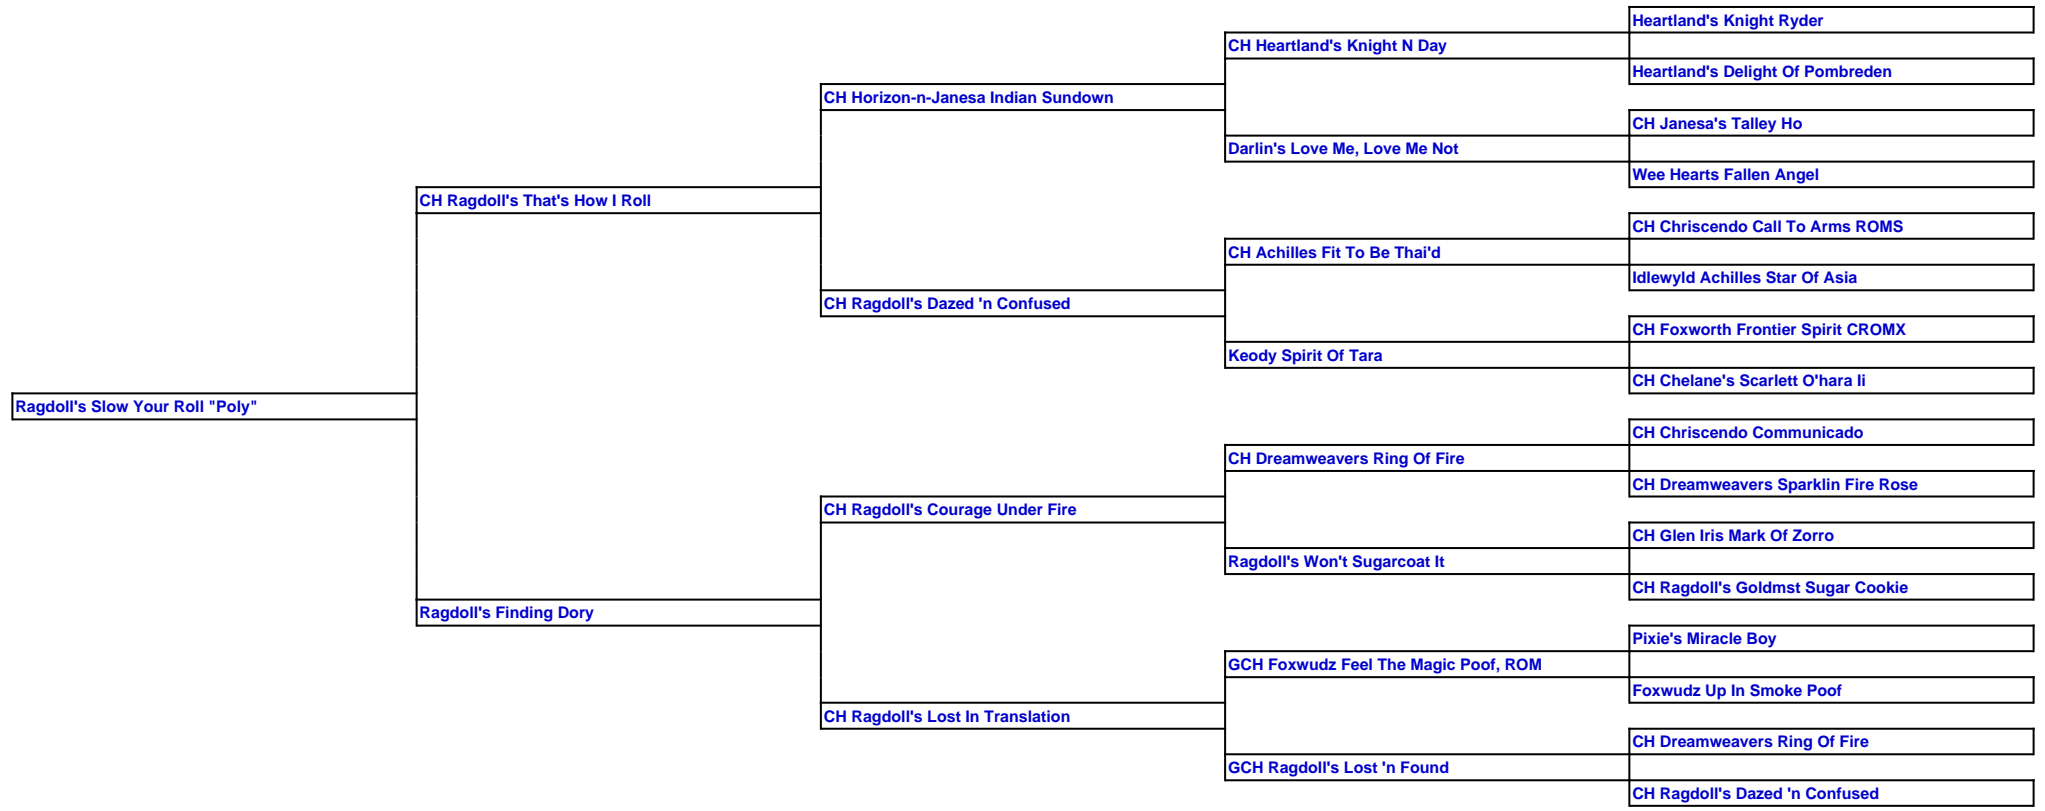 Heartland's Knight Ryder
CH Heartland's Knight N Day
Heartland's Delight Of Pombreden
CH Horizon-n-Janesa Indian Sundown
CH Janesa's Talley Ho
Darlin's Love Me, Love Me Not
Wee Hearts Fallen Angel
CH Ragdoll's That's How I Roll
CH Chriscendo Call To Arms ROMS
CH Achilles Fit To Be Thai'd
Idlewyld Achilles Star Of Asia
CH Ragdoll's Dazed 'n Confused
CH Foxworth Frontier Spirit CROMX
Keody Spirit Of Tara
CH Chelane's Scarlett O'hara Ii
Ragdoll's Slow Your Roll "Poly"
CH Chriscendo Communicado
CH Dreamweavers Ring Of Fire
CH Dreamweavers Sparklin Fire Rose
CH Ragdoll's Courage Under Fire
CH Glen Iris Mark Of Zorro
Ragdoll's Won't Sugarcoat It
CH Ragdoll's Goldmst Sugar Cookie
Ragdoll's Finding Dory
Pixie's Miracle Boy
GCH Foxwudz Feel The Magic Poof, ROM
Foxwudz Up In Smoke Poof
CH Ragdoll's Lost In Translation
CH Dreamweavers Ring Of Fire
GCH Ragdoll's Lost 'n Found
CH Ragdoll's Dazed 'n Confused